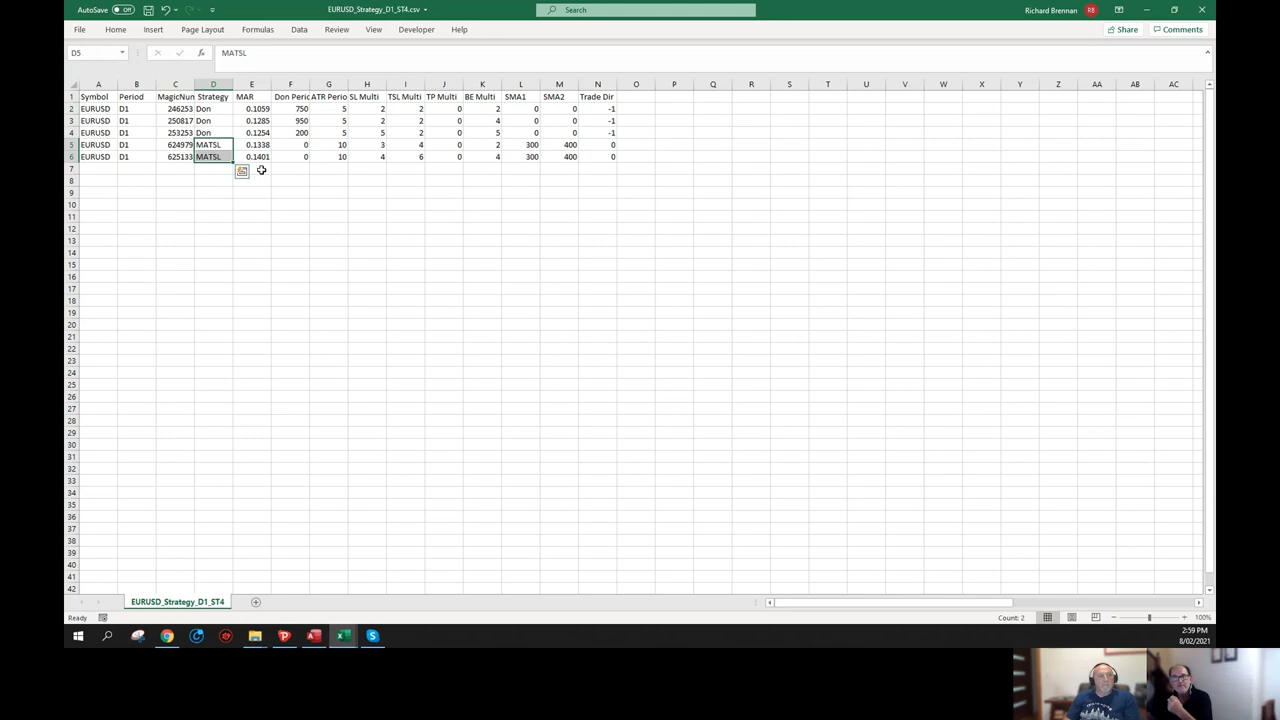 AutoSave Off EURUSD_Strategy_D1_ST4.csv Search Richard Brennan RB
File Home Insert Page Layout Formulas Data Review View Developer Help Share Comments
D5 fx MATSL
A B C D E F G H I J K L M N O P Q R S T U V W X Y Z AA AB AC
1 Symbol Period MagicNun Strategy MAR Don Peric ATR Perio SL Multi TSL Multi TP Multi BE Multi SMA1 SMA2 Trade Dir
2 EURUSD D1 246253 Don 0.1059 750 5 2 2 0 2 0 0 -1
3 EURUSD D1 250817 Don 0.1285 950 5 2 2 0 4 0 0 -1
4 EURUSD D1 253253 Don 0.1254 200 5 5 2 0 5 0 0 -1
5 EURUSD D1 624979 MATSL 0.1338 0 10 3 4 0 2 300 400 0
6 EURUSD D1 625133 MATSL 0.1401 0 10 4 6 0 4 300 400 0
7
8
9
10
11
12
13
14
15
16
17
18
19
20
21
22
23
24
25
26
27
28
29
30
31
32
33
34
35
36
37
38
39
40
41
42
EURUSD_Strategy_D1_ST4
Ready Count: 2 100%
2:59 PM
8/02/2021